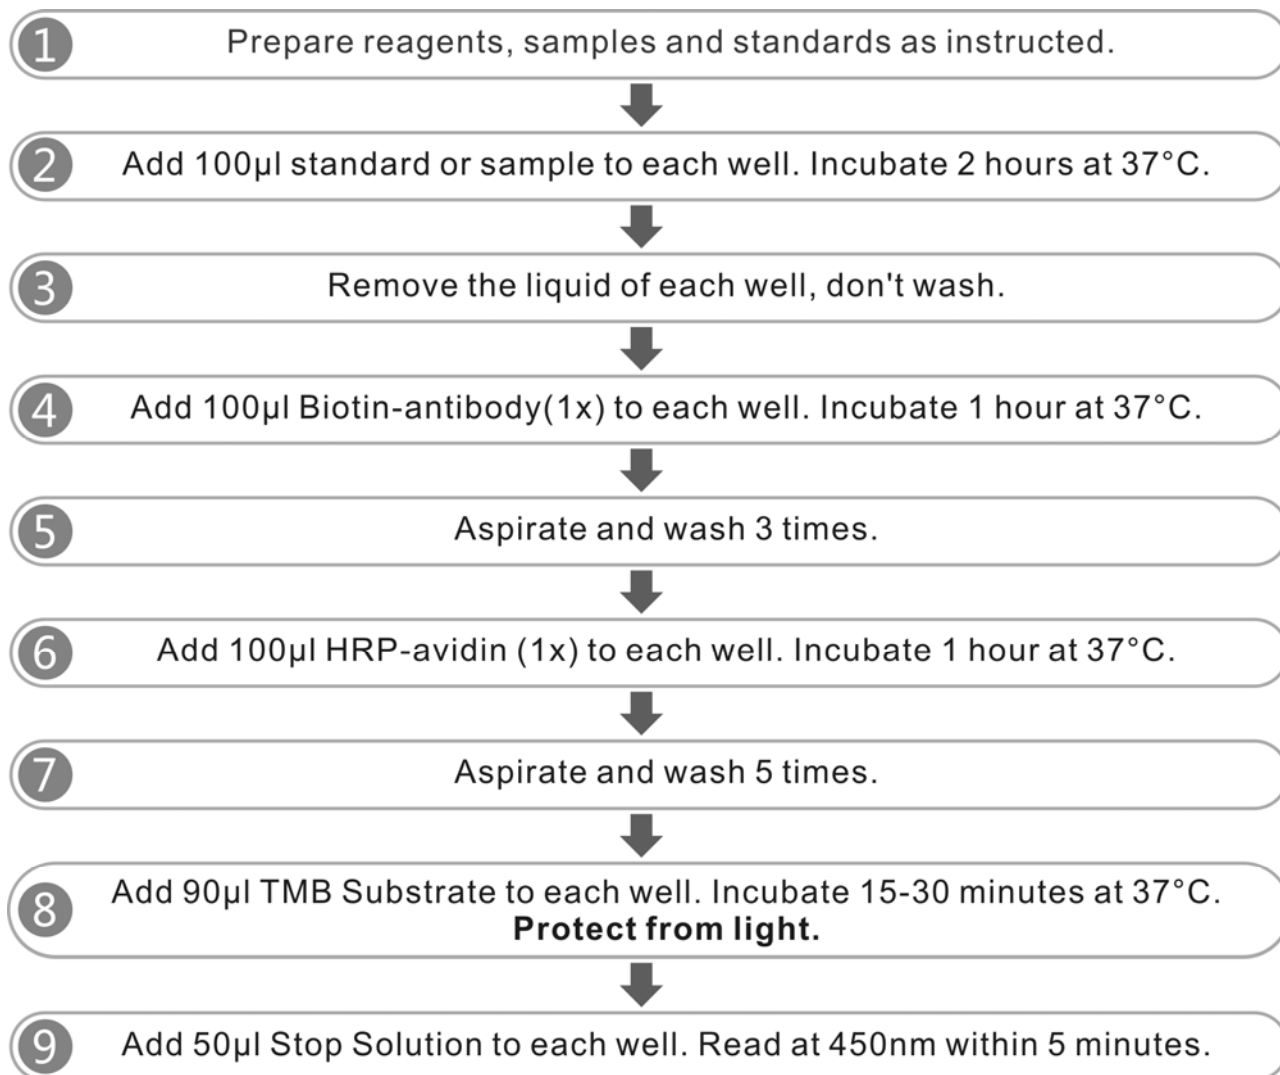 1 Prepare reagents, samples and standards as instructed.
2 Add 100µl standard or sample to each well. Incubate 2 hours at 37°C.
3 Remove the liquid of each well, don't wash.
4 Add 100µl Biotin-antibody(1x) to each well. Incubate 1 hour at 37°C.
5 Aspirate and wash 3 times.
6 Add 100µl HRP-avidin (1x) to each well. Incubate 1 hour at 37°C.
7 Aspirate and wash 5 times.
8 Add 90µl TMB Substrate to each well. Incubate 15-30 minutes at 37°C.
Protect from light.
9 Add 50µl Stop Solution to each well. Read at 450nm within 5 minutes.